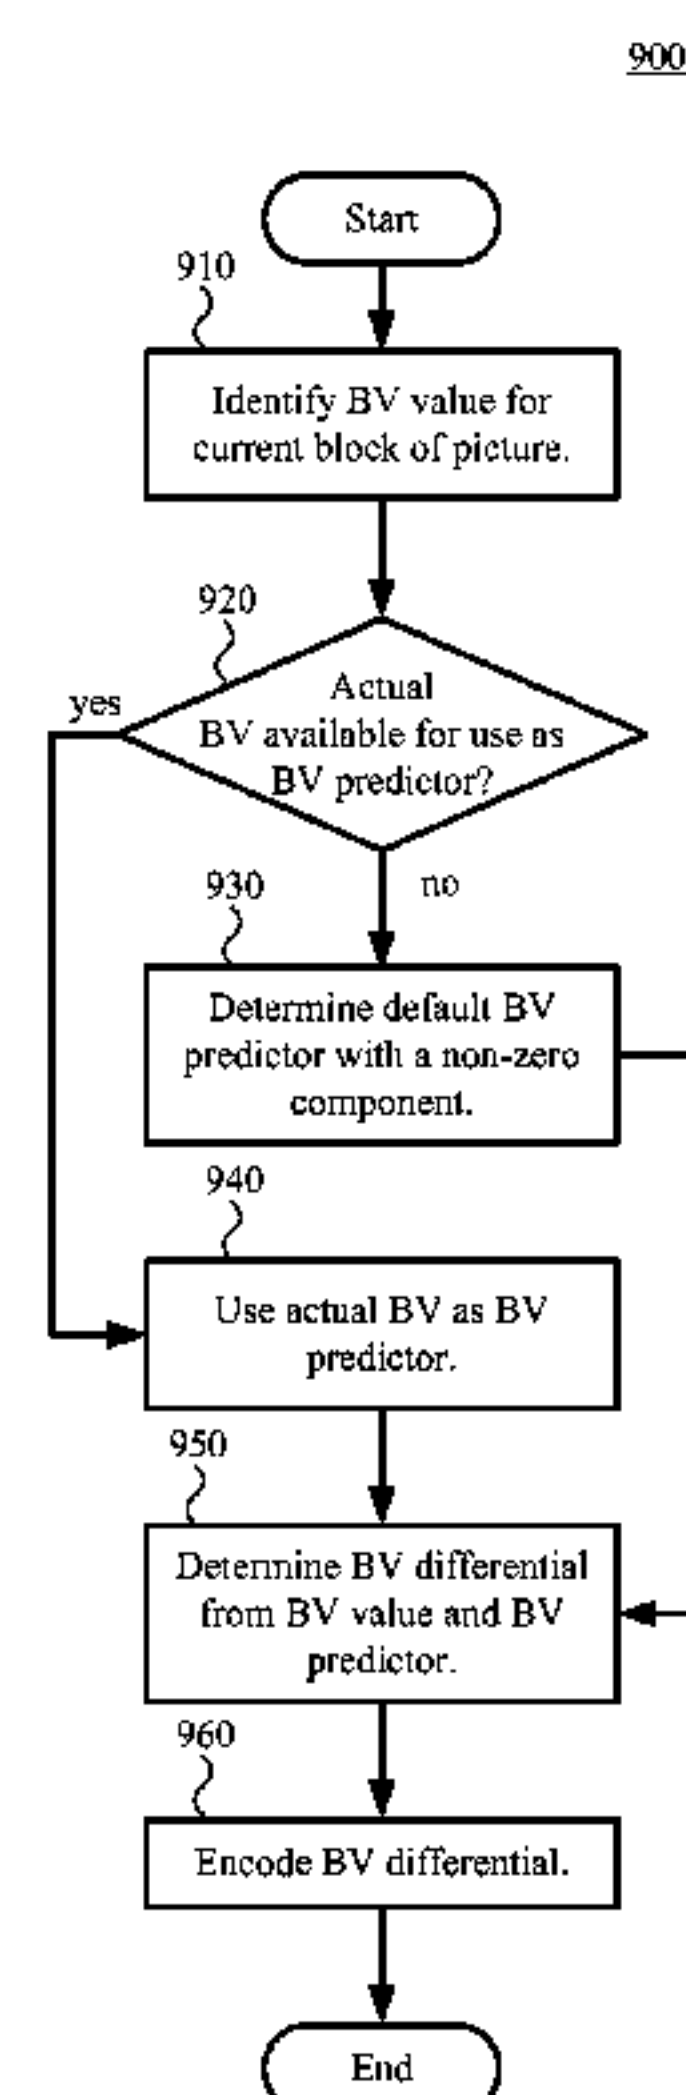 900
Start
910
Identify BV value for
current block of picture.
920
Actual
BV available for use as
BV predictor?
yes
no
930
Determine default BV
predictor with a non-zero
component.
940
Use actual BV as BV
predictor.
950
Determine BV differential
from BV value and BV
predictor.
960
Encode BV differential.
End